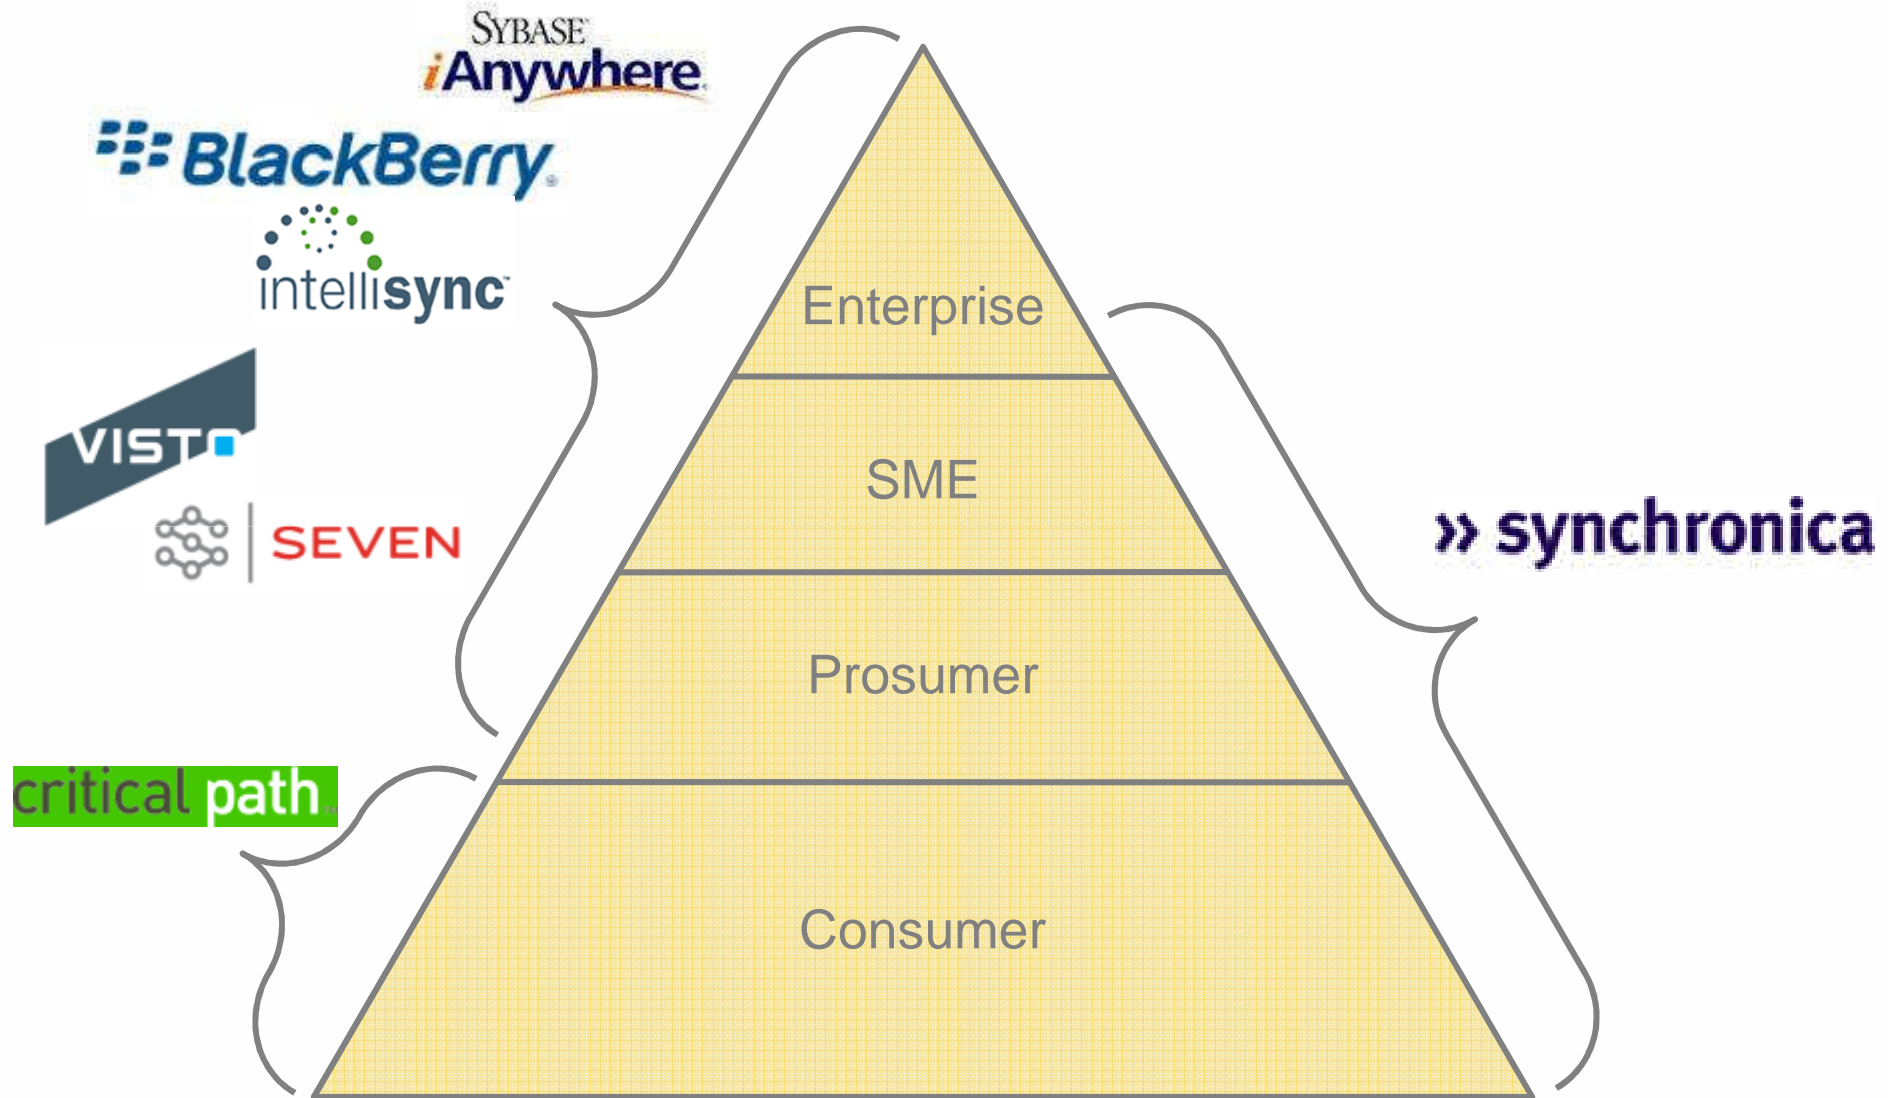 SYBASE
iAnywhere
BlackBerry
intellisync
VISTO
SEVEN
critical path
Enterprise
SME
Prosumer
Consumer
» synchronica